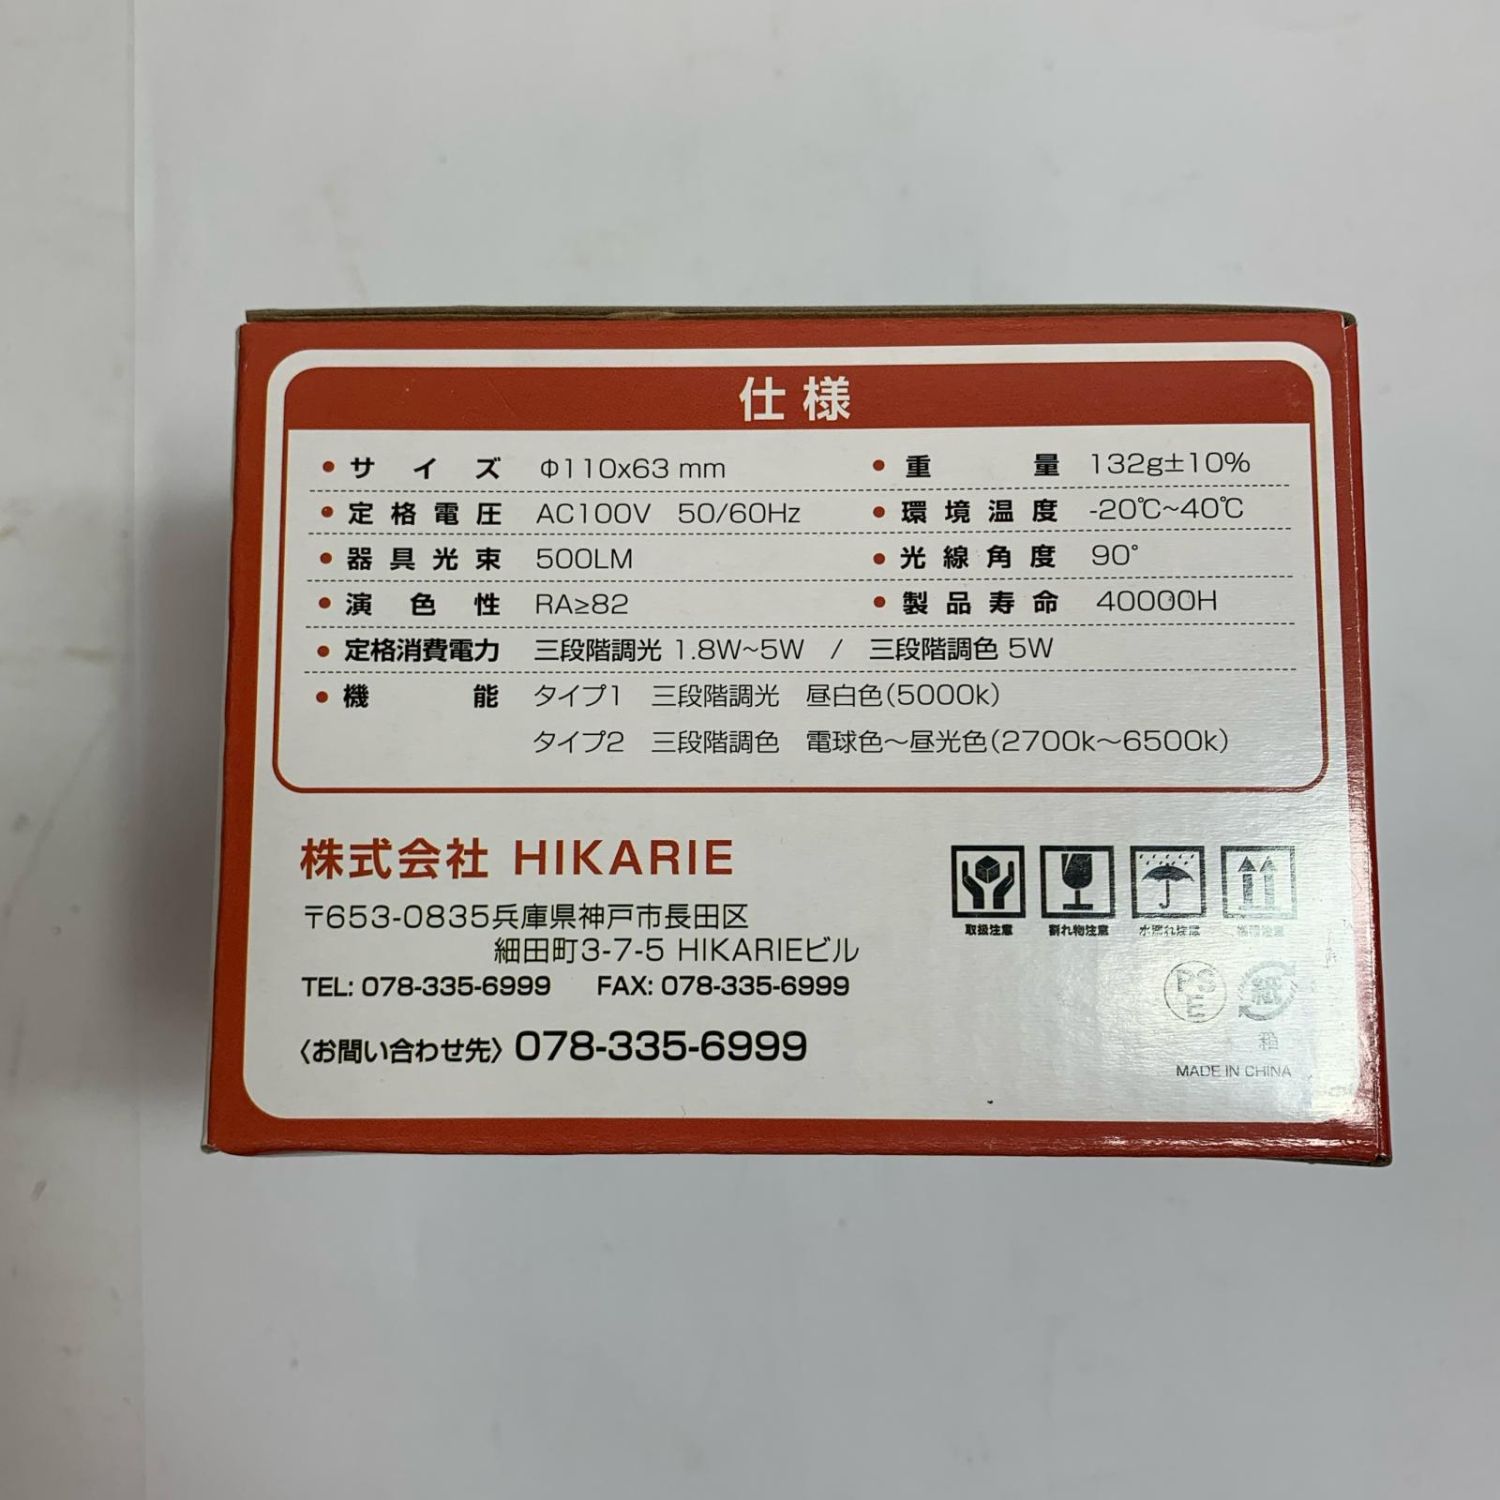 仕様
• サイズ Φ110x63 mm • 重量 132g±10%
• 定格電圧 AC100V 50/60Hz • 環境温度 -20℃~40℃
• 器具光束 500LM • 光線角度 90°
• 演色性 RA≥82 • 製品寿命 40000H
• 定格消費電力 三段階調光 1.8W~5W / 三段階調色 5W
• 機能 タイプ1 三段階調光 昼白色(5000k)
タイプ2 三段階調色 電球色～昼光色(2700k～6500k)
株式会社 HIKARIE
〒653-0835兵庫県神戸市長田区
細田町3-7-5 HIKARIEビル
TEL: 078-335-6999 FAX: 078-335-6999
〈お問い合わせ先〉078-335-6999
取扱注意 割れ物注意 水濡れ注意
PS
E
紙
箱
MADE IN CHINA